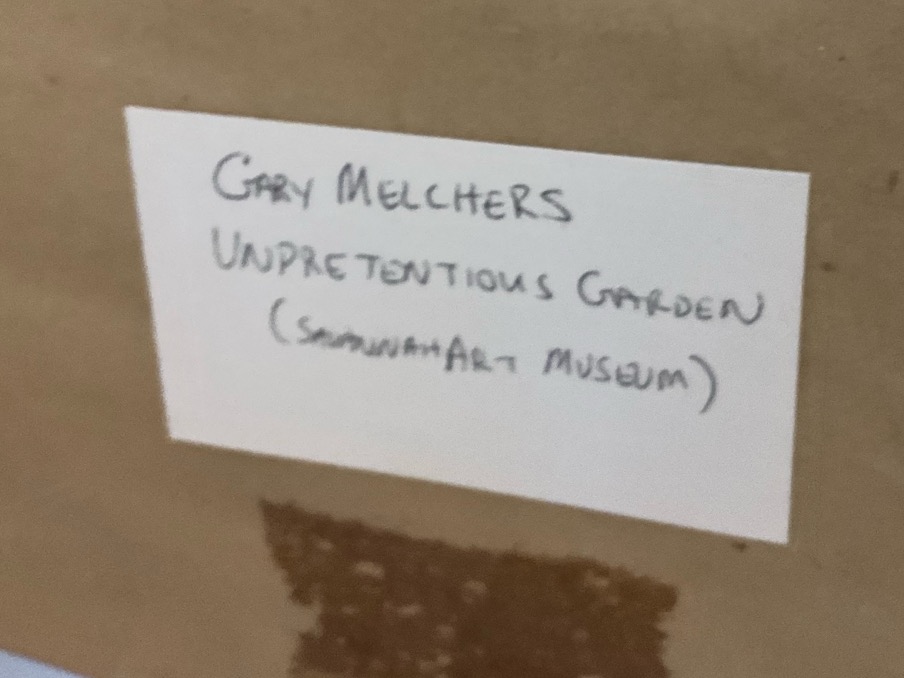 GARY MELCHERS
UNPRETENTIOUS GARDEN
(SAVANNAH ART MUSEUM)